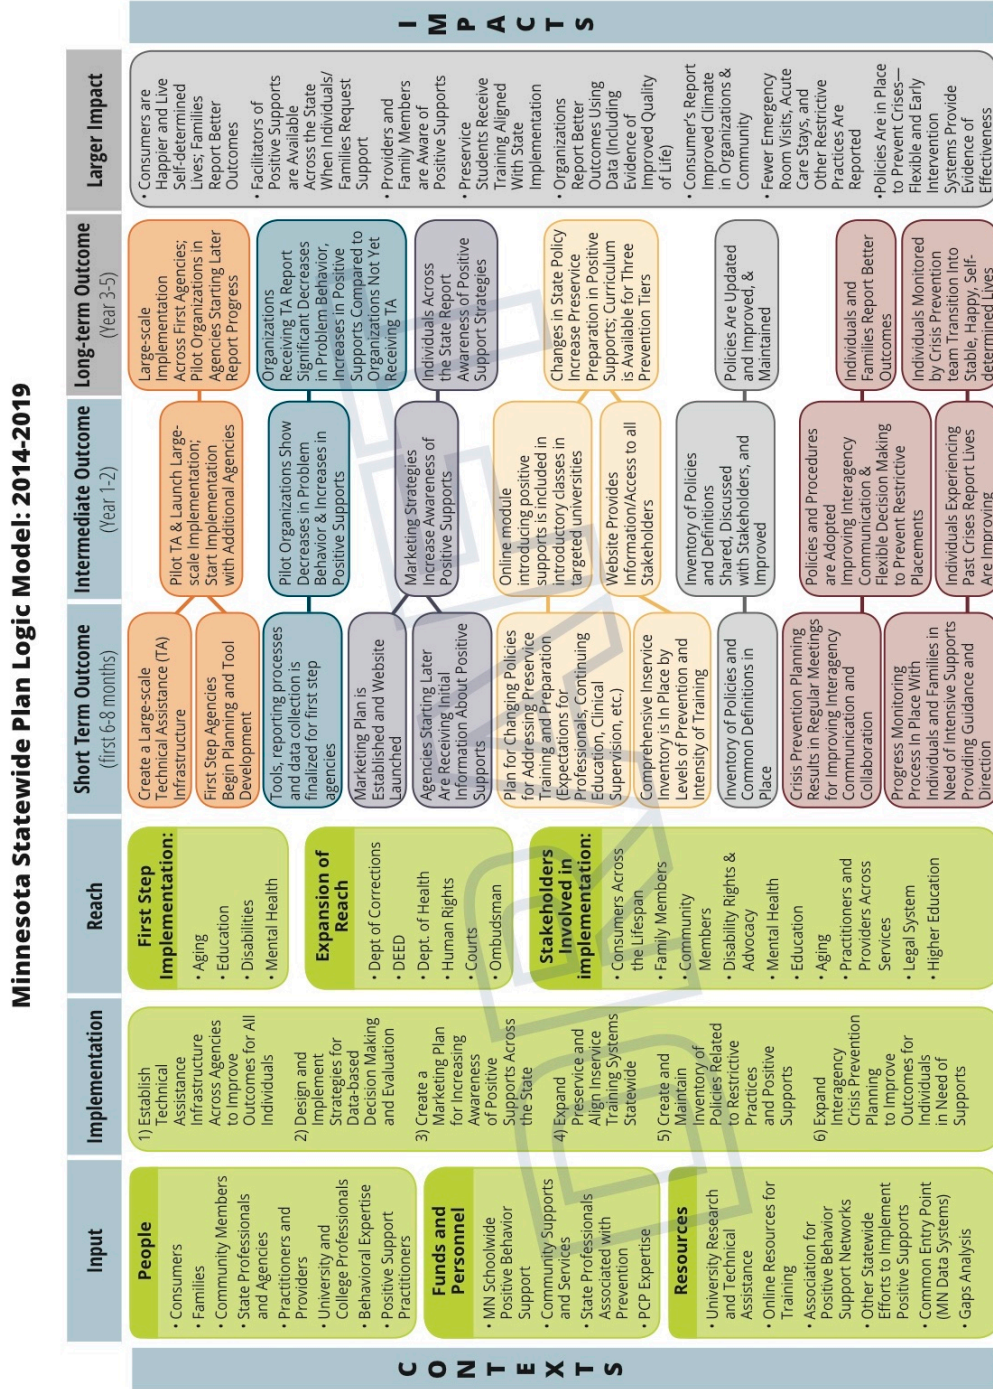 Minnesota Statewide Plan Logic Model: 2014-2019
CONTEXTS
Input
People
• Consumers
• Families
• Community Members
• State Professionals
and Agencies
• Practitioners and
Providers
• University and
College Professionals
• Behavioral Expertise
• Positive Support
Practitioners
Funds and
Personnel
• MN Schoolwide
Positive Behavior
Support
• Community Supports
and Services
• State Professionals
Associated with
Prevention
• PCP Expertise
Resources
• University Research
and Technical
Assistance
• Online Resources for
Training
• Association for
Positive Behavior
Support Networks
• Other Statewide
Efforts to Implement
Positive Supports
• Common Entry Point
(MN Data Systems)
• Gaps Analysis
Implementation
1) Establish
Technical
Assistance
Infrastructure
Across Agencies
to Improve
Outcomes for All
Individuals
2) Design and
Implement
Strategies for
Data-based
Decision Making
and Evaluation
3) Create a
Marketing Plan
for Increasing
Awareness
of Positive
Supports Across
the State
4) Expand
Preservice and
Align Inservice
Training Systems
Statewide
5) Create and
Maintain
Inventory of
Policies Related
to Restrictive
Practices
and Positive
Supports
6) Expand
Interagency
Crisis Prevention
Planning
to Improve
Outcomes for
Individuals
in Need of
Supports
Reach
First Step
Implementation:
• Aging
• Education
• Disabilities
• Mental Health
Expansion of
Reach
• Dept of Corrections
• DEED
• Dept. of Health
• Human Rights
• Courts
• Ombudsman
Stakeholders
Involved in
implementation:
• Consumers Across
the Lifespan
• Family Members
• Community
Members
• Disability Rights &
Advocacy
• Mental Health
• Education
• Aging
• Practitioners and
Providers Across
Services
• Legal System
• Higher Education
Short Term Outcome
(first 6-8 months)
Create a Large-scale
Technical Assistance (TA)
Infrastructure
First Step Agencies
Begin Planning and Tool
Development
Tools, reporting processes
and data collection is
finalized for first step
agencies
Marketing Plan is
Established and Website
Launched
Agencies Starting Later
Are Receiving Initial
Information About Positive
Supports
Plan for Changing Policies
for Addressing Preservice
Training and Preparation
(Expectations for
Professionals, Continuing
Education, Clinical
Supervision, etc.)
Comprehensive Inservice
Inventory is In Place by
Levels of Prevention and
Intensity of Training
Inventory of Policies and
Common Definitions in
Place
Crisis Prevention Planning
Results in Regular Meetings
for Improving Interagency
Communication and
Collaboration
Progress Monitoring
Process In Place With
Individuals and Families in
Need of Intensive Supports
Providing Guidance and
Direction
Intermediate Outcome
(Year 1-2)
Pilot TA & Launch Large-
scale Implementation;
Start Implementation
with Additional Agencies
Pilot Organizations Show
Decreases in Problem
Behavior & Increases in
Positive Supports
Marketing Strategies
Increase Awareness of
Positive Supports
Online module
introducing positive
supports is included in
introductory classes in
targeted universities
Website Provides
Information/Access to all
Stakeholders
Inventory of Policies
and Definitions
Shared, Discussed
with Stakeholders, and
Improved
Policies and Procedures
are Adopted
Improving Interagency
Communication &
Flexible Decision Making
to Prevent Restrictive
Placements
Individuals Experiencing
Past Crises Report Lives
Are Improving
Long-term Outcome
(Year 3-5)
Large-scale
Implementation
Across First Agencies;
Pilot Organizations in
Agencies Starting Later
Report Progress
Organizations
Receiving TA Report
Significant Decreases
in Problem Behavior,
Increases in Positive
Supports Compared to
Organizations Not Yet
Receiving TA
Individuals Across
the State Report
Awareness of Positive
Support Strategies
Changes in State Policy
Increase Preservice
Preparation in Positive
Supports; Curriculum
is Available for Three
Prevention Tiers
Policies Are Updated
and Improved, &
Maintained
Individuals and
Families Report Better
Outcomes
Individuals Monitored
by Crisis Prevention
team Transition Into
Stable, Happy, Self-
determined Lives
Larger Impact
• Consumers are
Happier and Live
Self-determined
Lives; Families
Report Better
Outcomes
• Facilitators of
Positive Supports
are Available
Across the State
When Individuals/
Families Request
Support
• Providers and
Family Members
are Aware of
Positive Supports
• Preservice
Students Receive
Training Aligned
With State
Implementation
• Organizations
Report Better
Outcomes Using
Data (Including
Evidence of
Improved Quality
of Life)
• Consumer's Report
Improved Climate
in Organizations &
Community
• Fewer Emergency
Room Visits, Acute
Care Stays, and
Other Restrictive
Practices Are
Reported
•Policies Are in Place
to Prevent Crises—
Flexible and Early
Intervention
Systems Provide
Evidence of
Effectiveness
IMPACTS
DRAFT